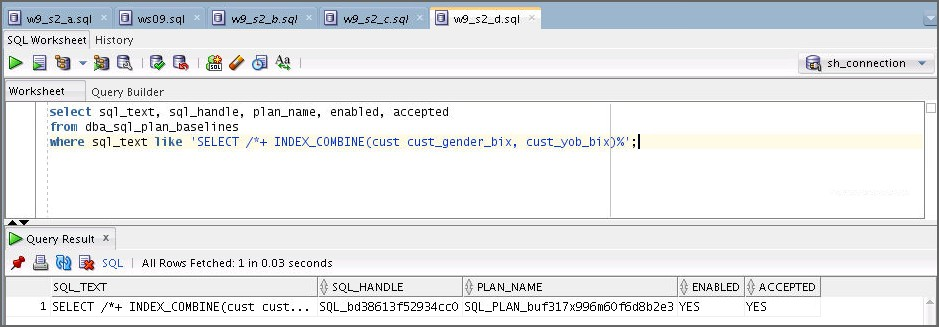 w9_s2_a.sql ws09.sql w9_s2_b.sql w9_s2_c.sql w9_s2_d.sql
SQL Worksheet History
sh_connection
Worksheet Query Builder
select sql_text, sql_handle, plan_name, enabled, accepted
from dba_sql_plan_baselines
where sql_text like 'SELECT /*+ INDEX_COMBINE(cust cust_gender_bix, cust_yob_bix)%';
Query Result x
SQL | All Rows Fetched: 1 in 0.03 seconds
SQL_TEXT SQL_HANDLE PLAN_NAME ENABLED ACCEPTED
1 SELECT /*+ INDEX_COMBINE(cust cust... SQL_bd38613f52934cc0 SQL_PLAN_buf317x996m60f6d8b2e3 YES YES